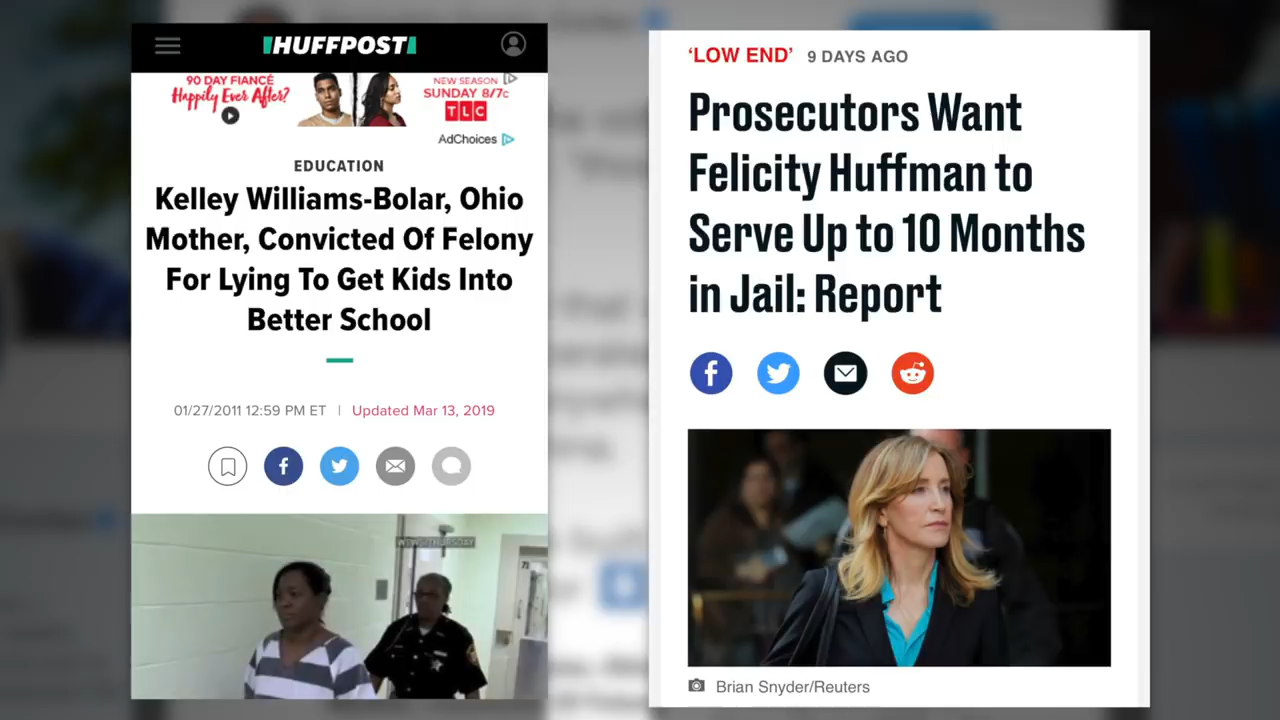 HUFFPOST
90 DAY FIANCÉ
Happily Ever After?
NEW SEASON
SUNDAY 8/7c
TLC
AdChoices
EDUCATION
Kelley Williams-Bolar, Ohio
Mother, Convicted Of Felony
For Lying To Get Kids Into
Better School
01/27/2011 12:59 PM ET | Updated Mar 13, 2019
THURSDAY
‘LOW END’ 9 DAYS AGO
Prosecutors Want
Felicity Huffman to
Serve Up to 10 Months
in Jail: Report
Brian Snyder/Reuters